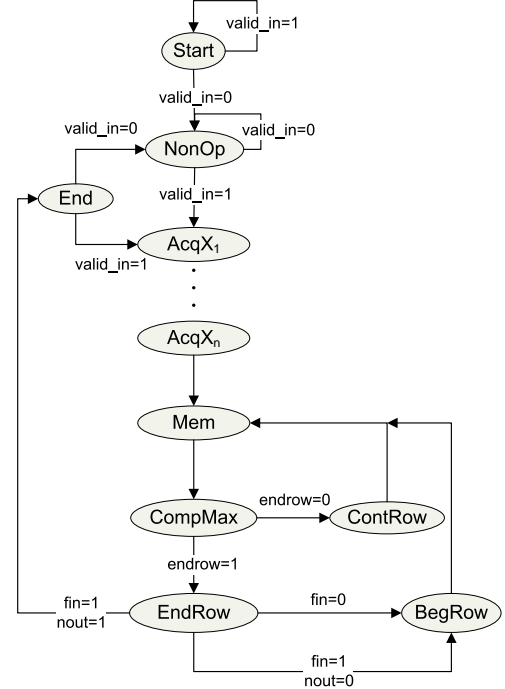 valid_in=1
Start
valid_in=0
valid_in=0
valid_in=0
NonOp
valid_in=1
End
AcqX₁
valid_in=1
AcqXₙ
Mem
endrow=0
CompMax
ContRow
endrow=1
fin=1
nout=1
EndRow
fin=0
BegRow
fin=1
nout=0